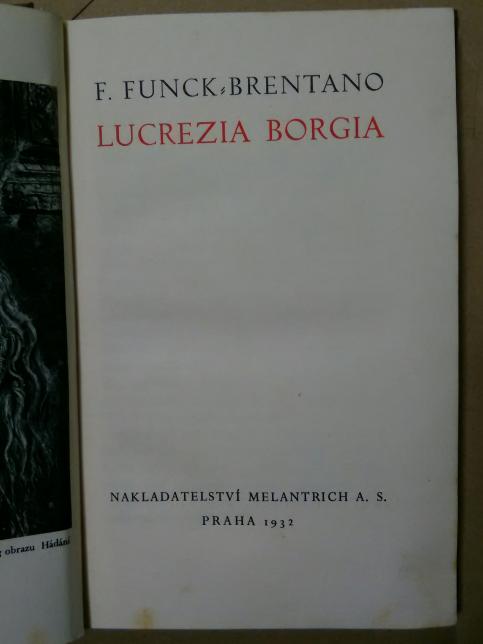 F. FUNCK-BRENTANO
LUCREZIA BORGIA
NAKLADATELSTVÍ MELANTRICH A. S.
PRAHA 1932
obrazu Hádání